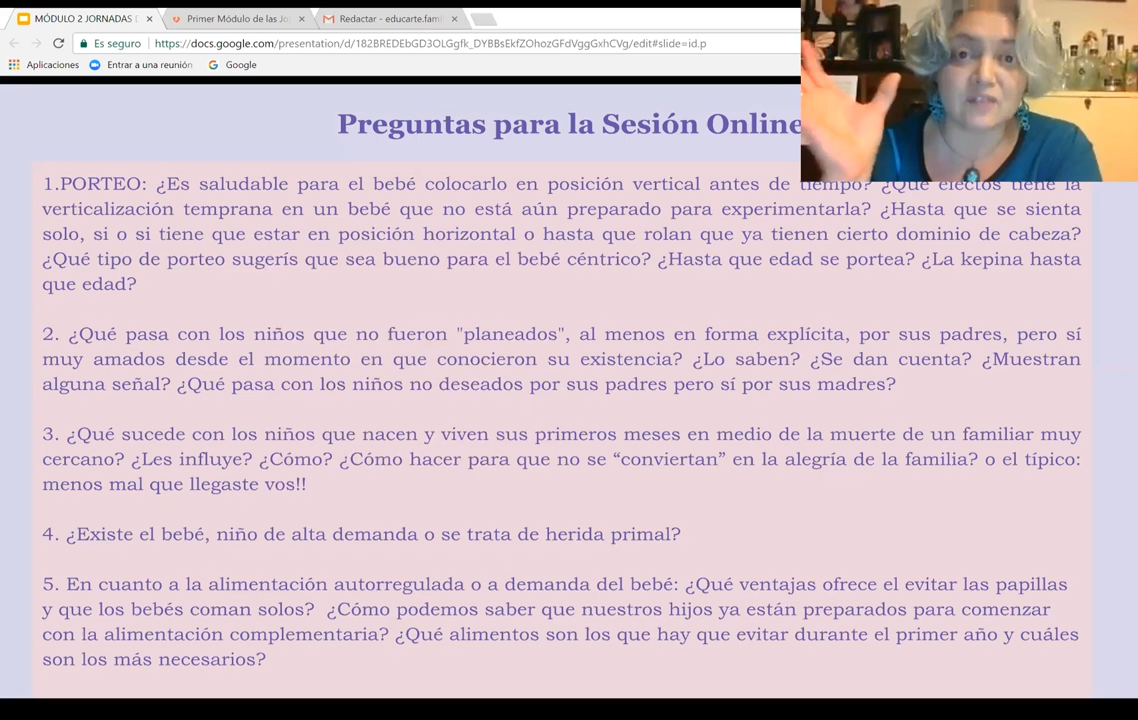 MÓDULO 2 JORNADAS
Primer Módulo de las Jo
Redactar - educarte.fam
Es seguro
https://docs.google.com/presentation/d/182BREDEbGD3OLGgfk_DYBBsEkfZOhozGFdVggGxhCVg/edit#slide=id.p
Aplicaciones
Entrar a una reunión
Google
Preguntas para la Sesión Online
1.PORTEO: ¿Es saludable para el bebé colocarlo en posición vertical antes de tiempo? ¿Qué efectos tiene la
verticalización temprana en un bebé que no está aún preparado para experimentarla? ¿Hasta que se sienta
solo, si o si tiene que estar en posición horizontal o hasta que rolan que ya tienen cierto dominio de cabeza?
¿Qué tipo de porteo sugerís que sea bueno para el bebé céntrico? ¿Hasta que edad se portea? ¿La kepina hasta
que edad?
2. ¿Qué pasa con los niños que no fueron "planeados", al menos en forma explícita, por sus padres, pero sí
muy amados desde el momento en que conocieron su existencia? ¿Lo saben? ¿Se dan cuenta? ¿Muestran
alguna señal? ¿Qué pasa con los niños no deseados por sus padres pero sí por sus madres?
3. ¿Qué sucede con los niños que nacen y viven sus primeros meses en medio de la muerte de un familiar muy
cercano? ¿Les influye? ¿Cómo? ¿Cómo hacer para que no se “conviertan” en la alegría de la familia? o el típico:
menos mal que llegaste vos!!
4. ¿Existe el bebé, niño de alta demanda o se trata de herida primal?
5. En cuanto a la alimentación autorregulada o a demanda del bebé: ¿Qué ventajas ofrece el evitar las papillas
y que los bebés coman solos? ¿Cómo podemos saber que nuestros hijos ya están preparados para comenzar
con la alimentación complementaria? ¿Qué alimentos son los que hay que evitar durante el primer año y cuáles
son los más necesarios?